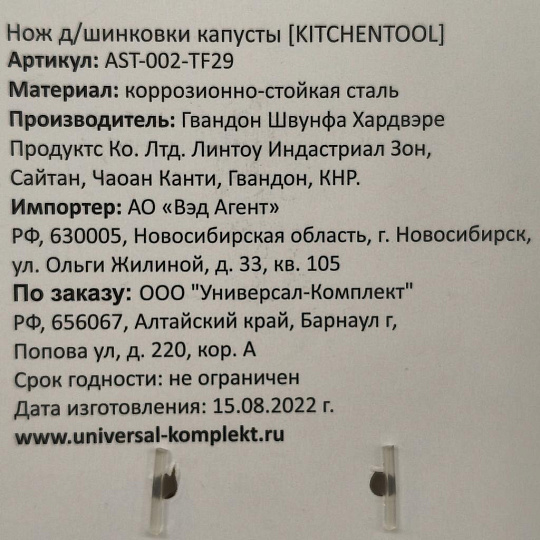 Нож д/шинковки капусты [KITCHENTOOL]
Артикул: AST-002-TF29
Материал: коррозионно-стойкая сталь
Производитель: Гвандон Швунфа Хардвэре
Продуктс Ко. Лтд. Линтоу Индастриал Зон,
Сайтан, Чаоан Канти, Гвандон, КНР.
Импортер: АО «Вэд Агент»
РФ, 630005, Новосибирская область, г. Новосибирск,
ул. Ольги Жилиной, д. 33, кв. 105
По заказу: ООО "Универсал-Комплект"
РФ, 656067, Алтайский край, Барнаул г,
Попова ул, д. 220, кор. А
Срок годности: не ограничен
Дата изготовления: 15.08.2022 г.
www.universal-komplekt.ru